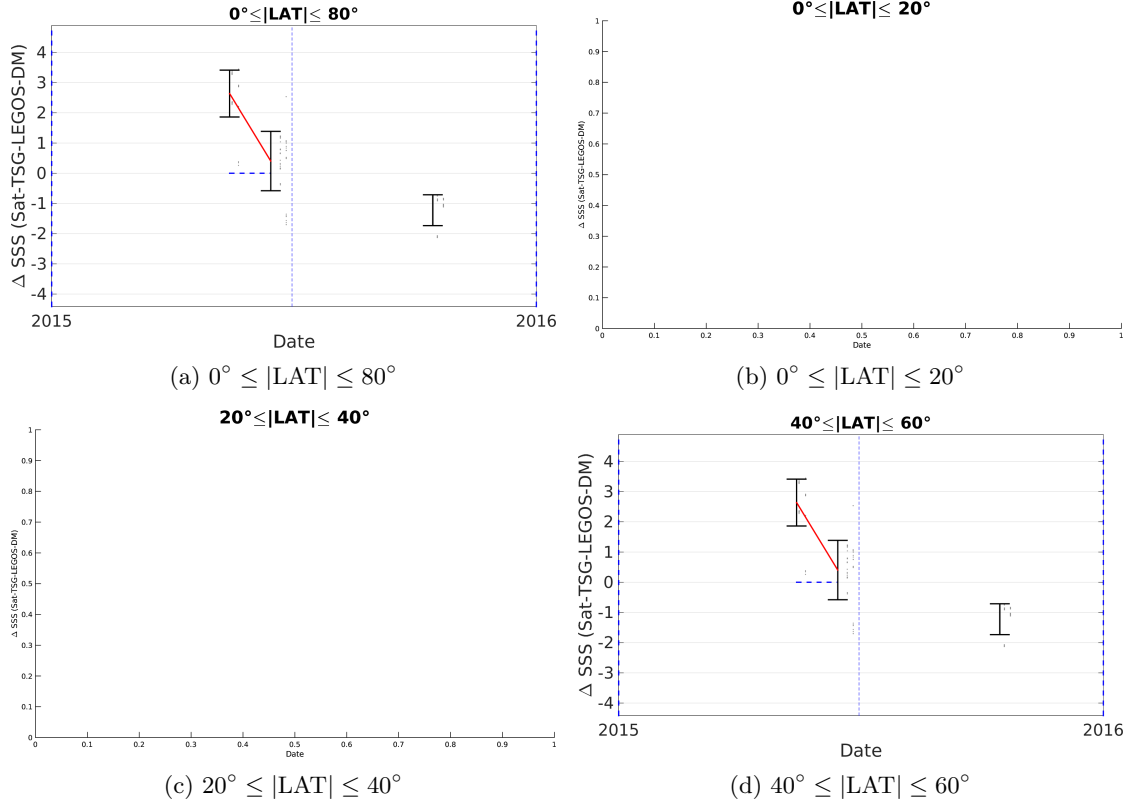 0°≤|LAT|≤ 80°
Δ SSS (Sat-TSG-LEGOS-DM)
4
3
2
1
0
-1
-2
-3
-4
2015
2016
Date
(a) 0° ≤ |LAT| ≤ 80°
0°≤|LAT|≤ 20°
Δ SSS (Sat-TSG-LEGOS-DM)
1
0.9
0.8
0.7
0.6
0.5
0.4
0.3
0.2
0.1
0
0 0.1 0.2 0.3 0.4 0.5 0.6 0.7 0.8 0.9 1
Date
(b) 0° ≤ |LAT| ≤ 20°
20°≤|LAT|≤ 40°
Δ SSS (Sat-TSG-LEGOS-DM)
1
0.9
0.8
0.7
0.6
0.5
0.4
0.3
0.2
0.1
0
0 0.1 0.2 0.3 0.4 0.5 0.6 0.7 0.8 0.9 1
Date
(c) 20° ≤ |LAT| ≤ 40°
40°≤|LAT|≤ 60°
Δ SSS (Sat-TSG-LEGOS-DM)
4
3
2
1
0
-1
-2
-3
-4
2015
2016
Date
(d) 40° ≤ |LAT| ≤ 60°